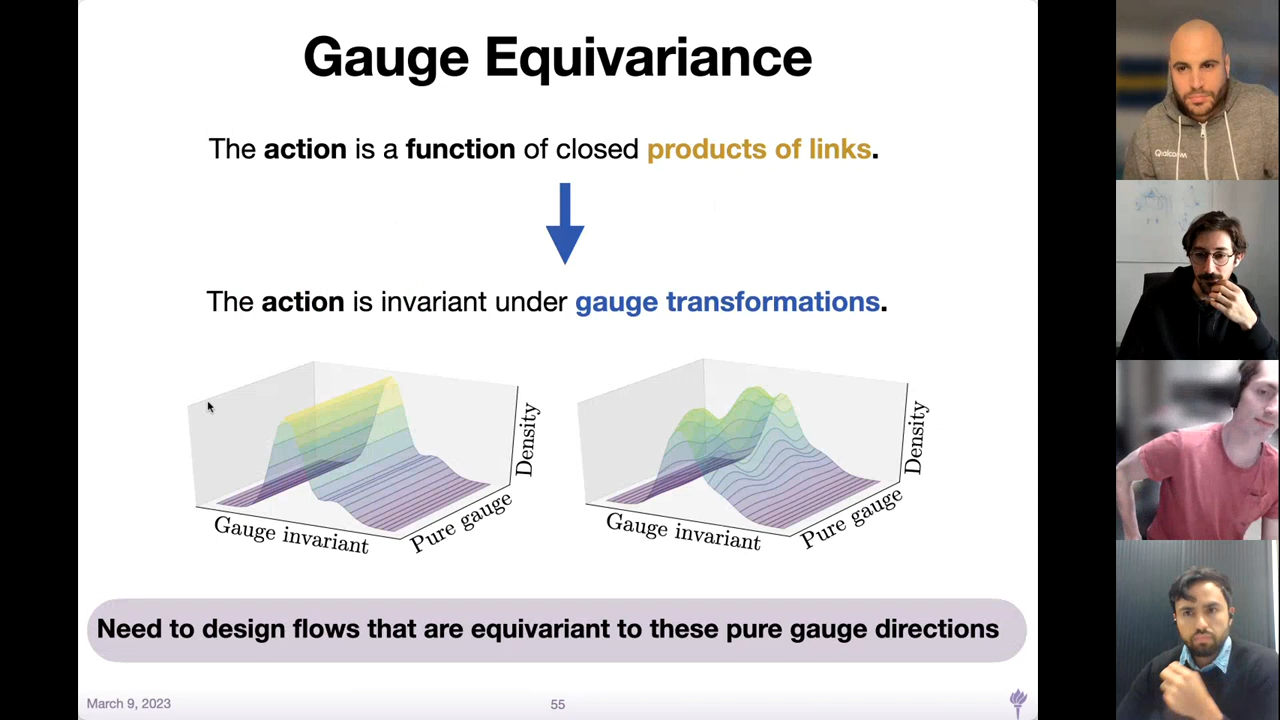 Gauge Equivariance
The action is a function of closed products of links.
The action is invariant under gauge transformations.
Density
Gauge invariant
Pure gauge
Density
Gauge invariant
Pure gauge
Need to design flows that are equivariant to these pure gauge directions
March 9, 2023
55
Qualcomm